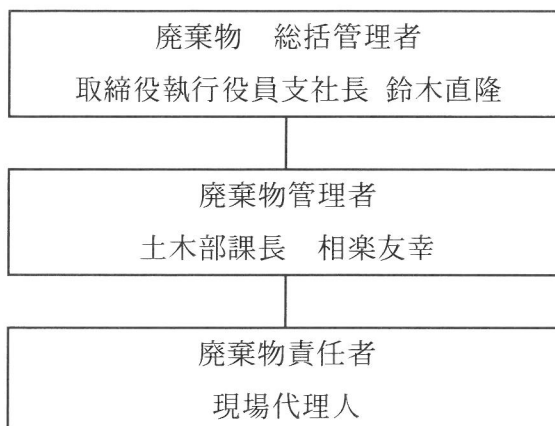 廃棄物　総括管理者
取締役執行役員支社長 鈴木直隆
廃棄物管理者
土木部課長　相楽友幸
廃棄物責任者
現場代理人